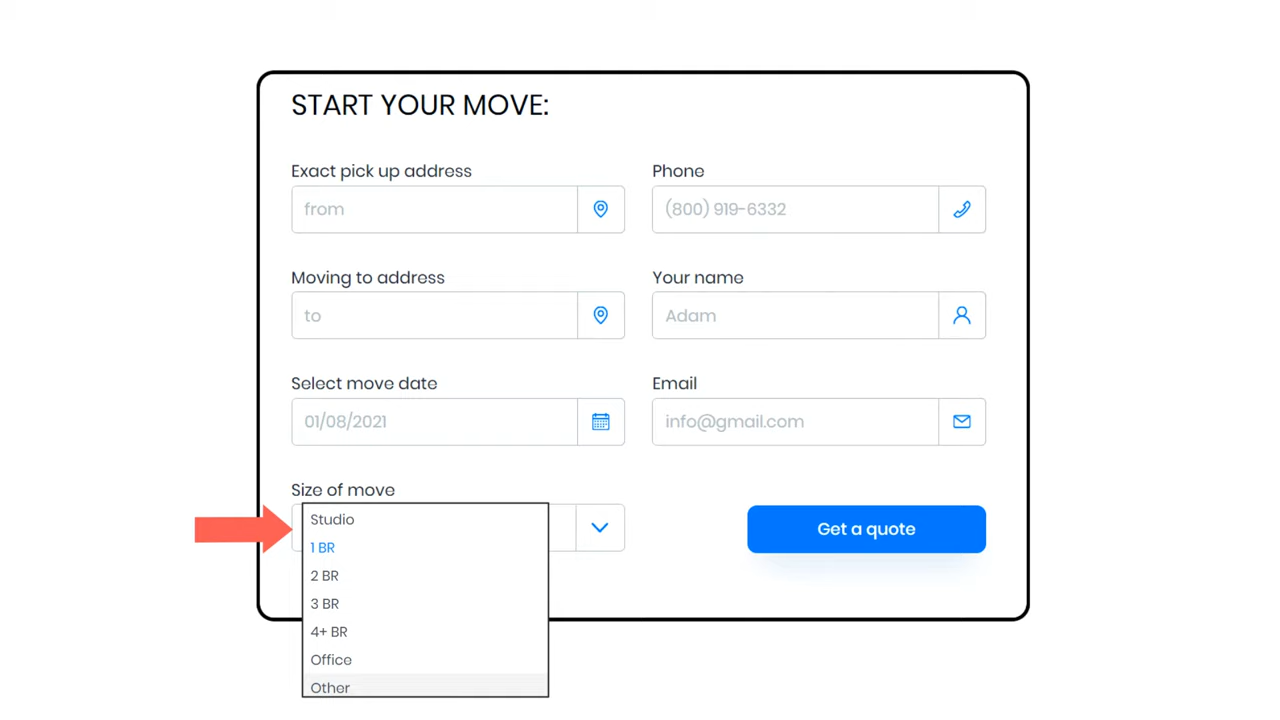 START YOUR MOVE:
Exact pick up address
from
Phone
(800) 919-6332
Moving to address
to
Your name
Adam
Select move date
01/08/2021
Email
info@gmail.com
Size of move
Studio
1 BR
2 BR
3 BR
4+ BR
Office
Other
Get a quote